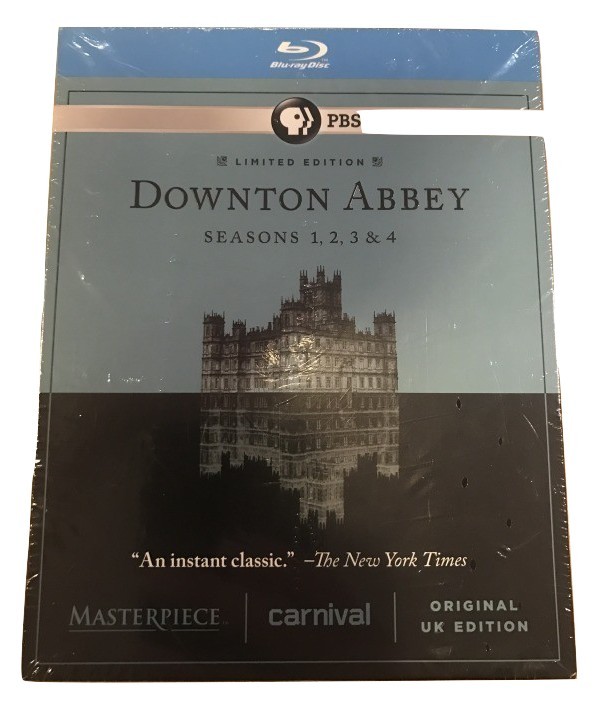 Blu-ray Disc
PBS
LIMITED EDITION
DOWNTON ABBEY
SEASONS 1, 2, 3 & 4
“An instant classic.” –The New York Times
MASTERPIECE™
carnival
ORIGINAL
UK EDITION